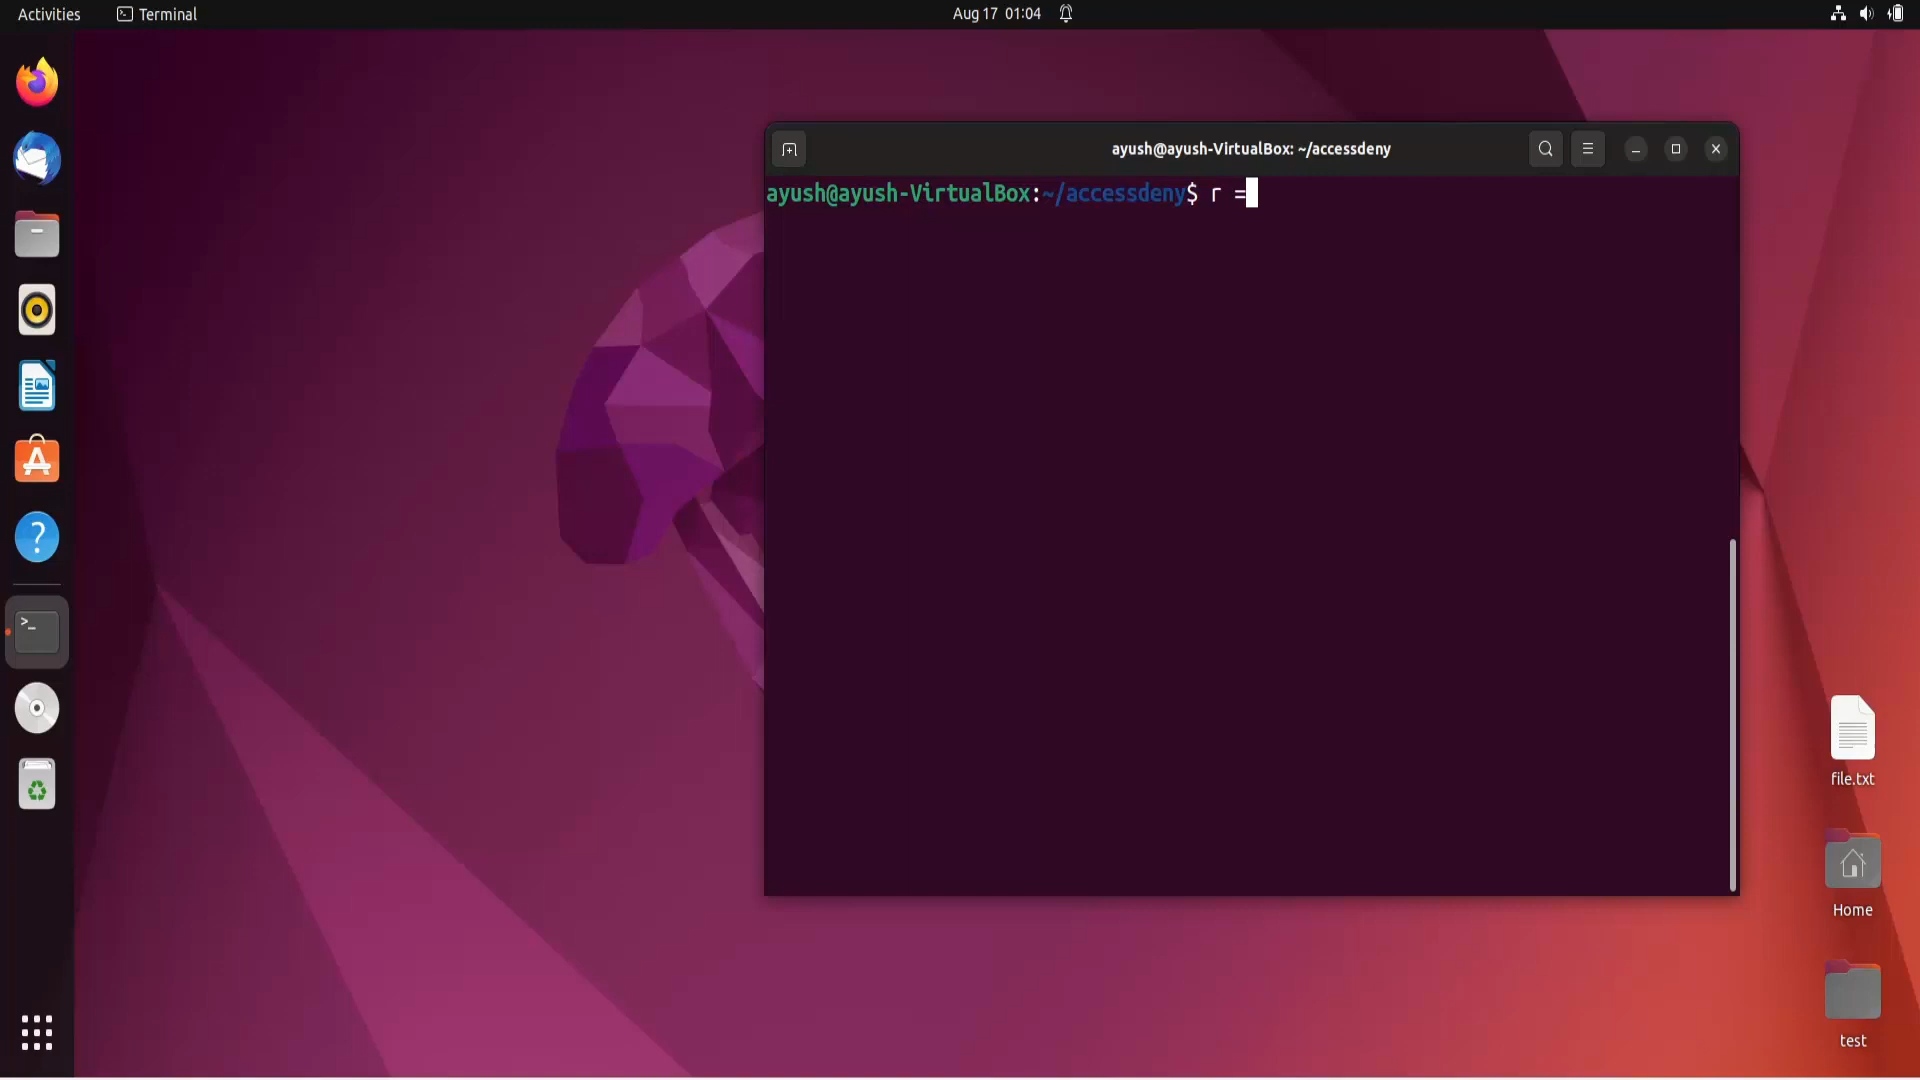 Activities
Terminal
Aug 17 01:04
ayush@ayush-VirtualBox: ~/accessdeny
ayush@ayush-VirtualBox:~/accessdeny$ r =
file.txt
Home
test